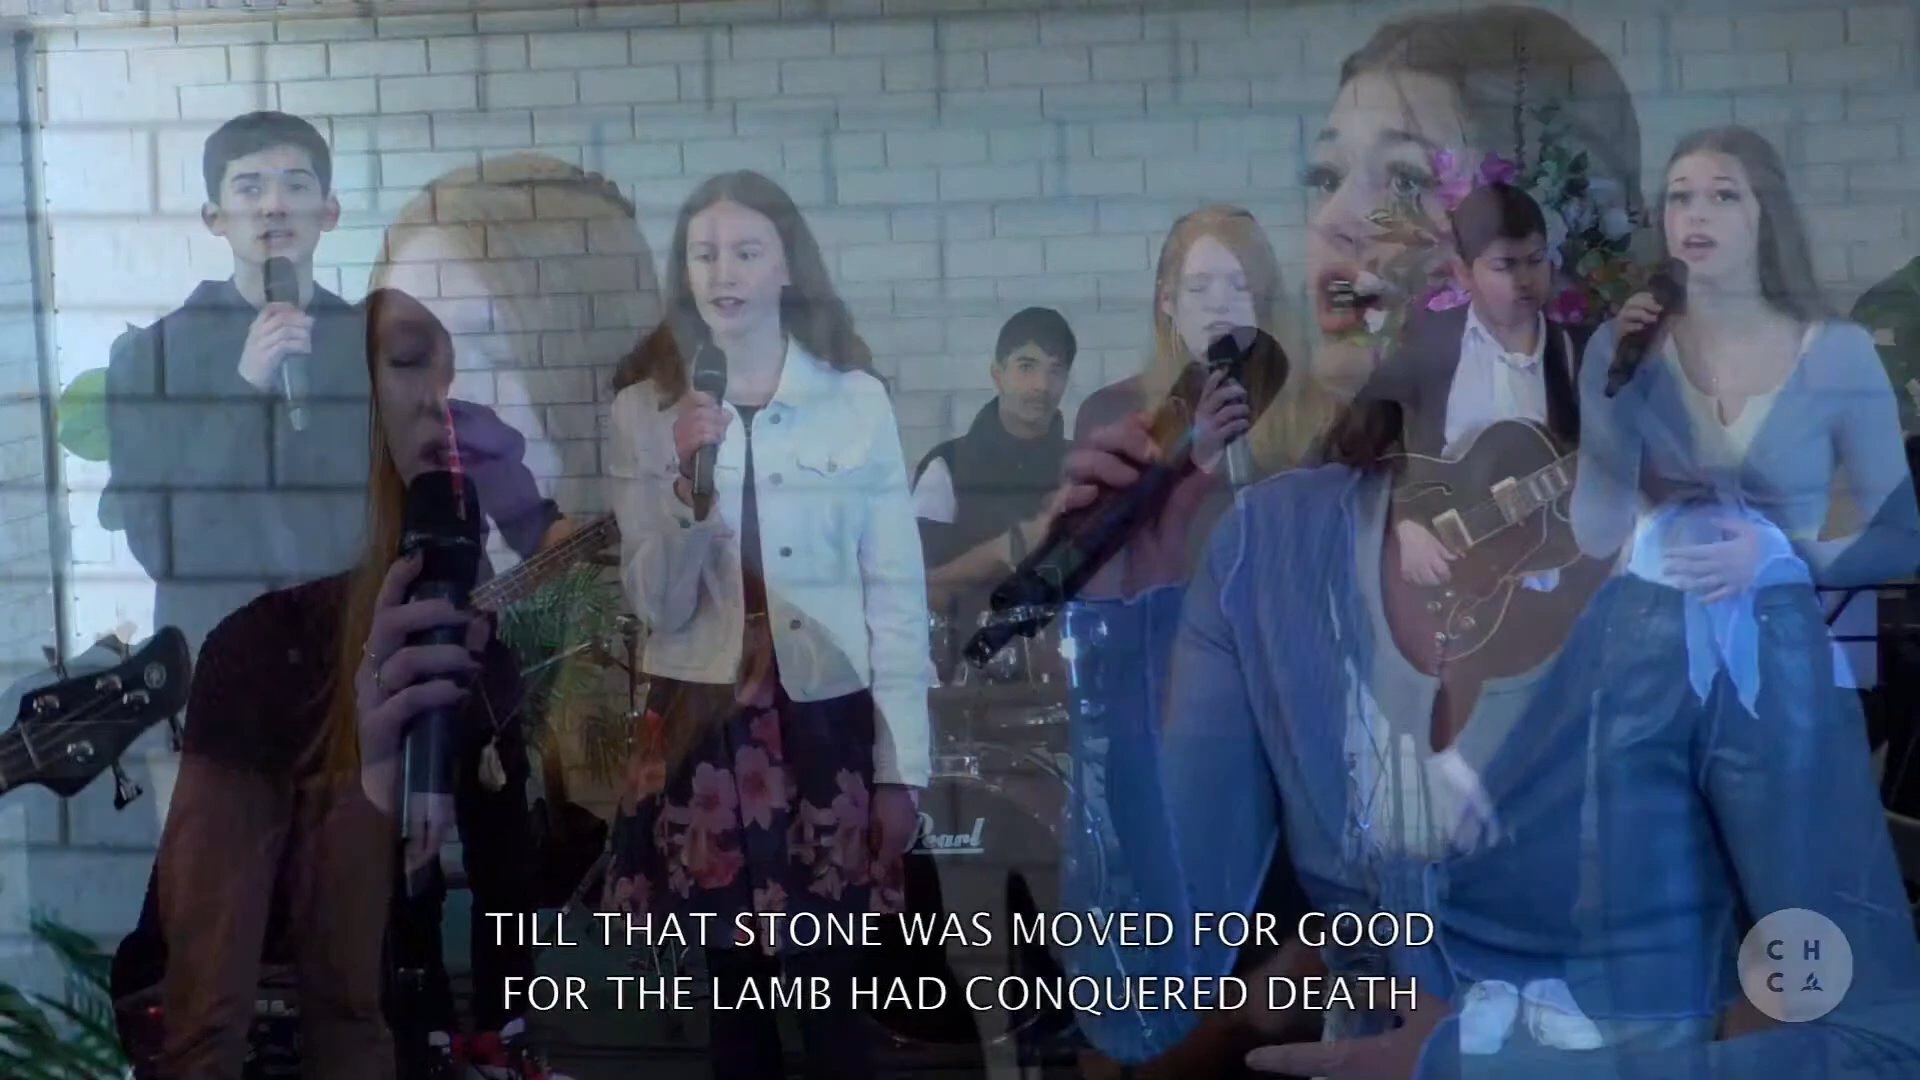 Pearl
TILL THAT STONE WAS MOVED FOR GOOD
FOR THE LAMB HAD CONQUERED DEATH
C H
C